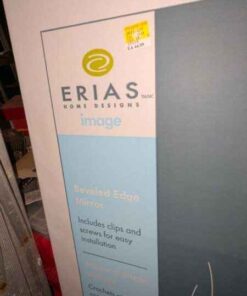 ERIAS
HOME DESIGNS
image
Beveled Edge
Mirror
Includes clips and
screws for easy
installation